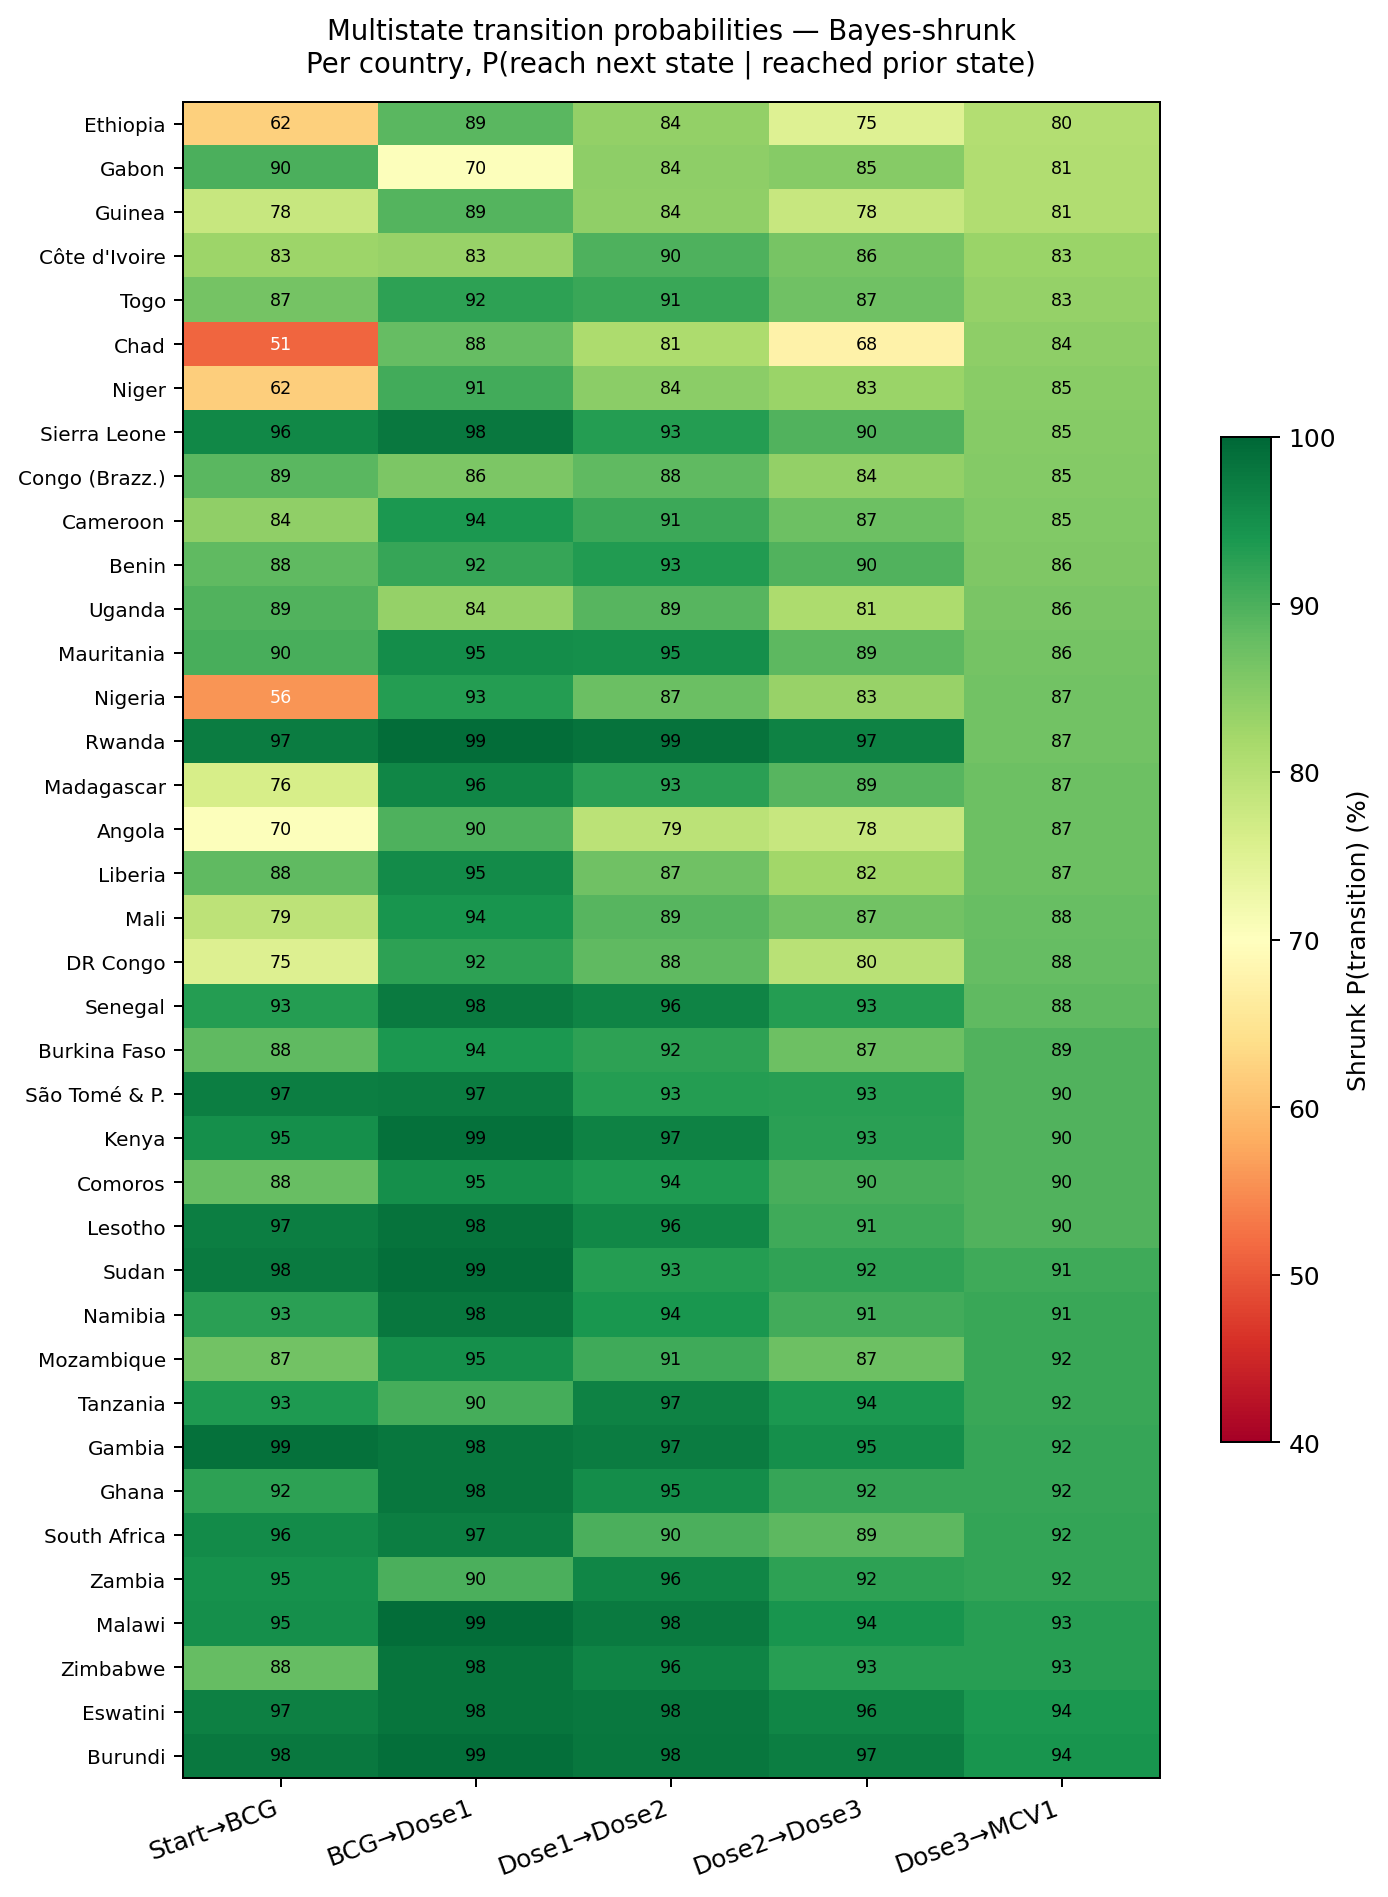 Multistate transition probabilities — Bayes-shrunk
Per country, P(reach next state | reached prior state)
Ethiopia 62 89 84 75 80
Gabon 90 70 84 85 81
Guinea 78 89 84 78 81
Côte d'Ivoire 83 83 90 86 83
Togo 87 92 91 87 83
Chad 51 88 81 68 84
Niger 62 91 84 83 85
Sierra Leone 96 98 93 90 85
Congo (Brazz.) 89 86 88 84 85
Cameroon 84 94 91 87 85
Benin 88 92 93 90 86
Uganda 89 84 89 81 86
Mauritania 90 95 95 89 86
Nigeria 56 93 87 83 87
Rwanda 97 99 99 97 87
Madagascar 76 96 93 89 87
Angola 70 90 79 78 87
Liberia 88 95 87 82 87
Mali 79 94 89 87 88
DR Congo 75 92 88 80 88
Senegal 93 98 96 93 88
Burkina Faso 88 94 92 87 89
São Tomé & P. 97 97 93 93 90
Kenya 95 99 97 93 90
Comoros 88 95 94 90 90
Lesotho 97 98 96 91 90
Sudan 98 99 93 92 91
Namibia 93 98 94 91 91
Mozambique 87 95 91 87 92
Tanzania 93 90 97 94 92
Gambia 99 98 97 95 92
Ghana 92 98 95 92 92
South Africa 96 97 90 89 92
Zambia 95 90 96 92 92
Malawi 95 99 98 94 93
Zimbabwe 88 98 96 93 93
Eswatini 97 98 98 96 94
Burundi 98 99 98 97 94
Start→BCG BCG→Dose1 Dose1→Dose2 Dose2→Dose3 Dose3→MCV1
100
90
80
70
60
50
40
Shrunk P(transition) (%)